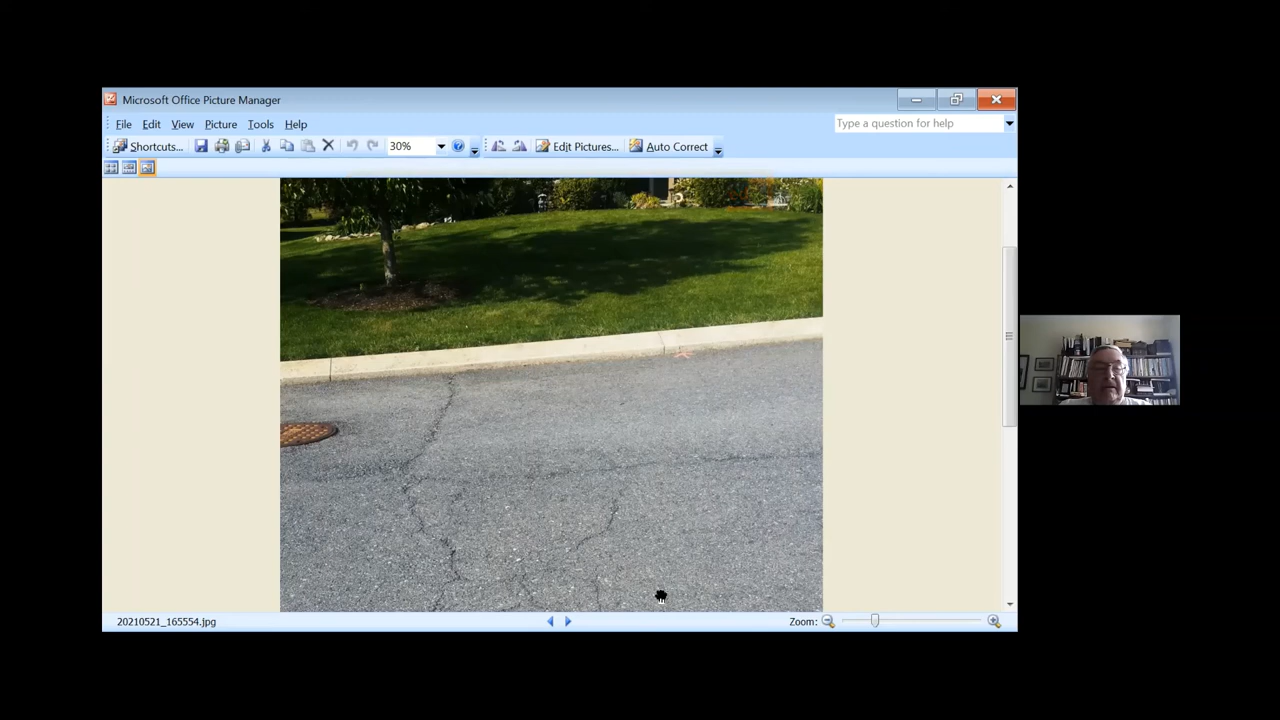 Microsoft Office Picture Manager
File Edit View Picture Tools Help
Type a question for help
Shortcuts... 30% Edit Pictures... Auto Correct
20210521_165554.jpg
Zoom: